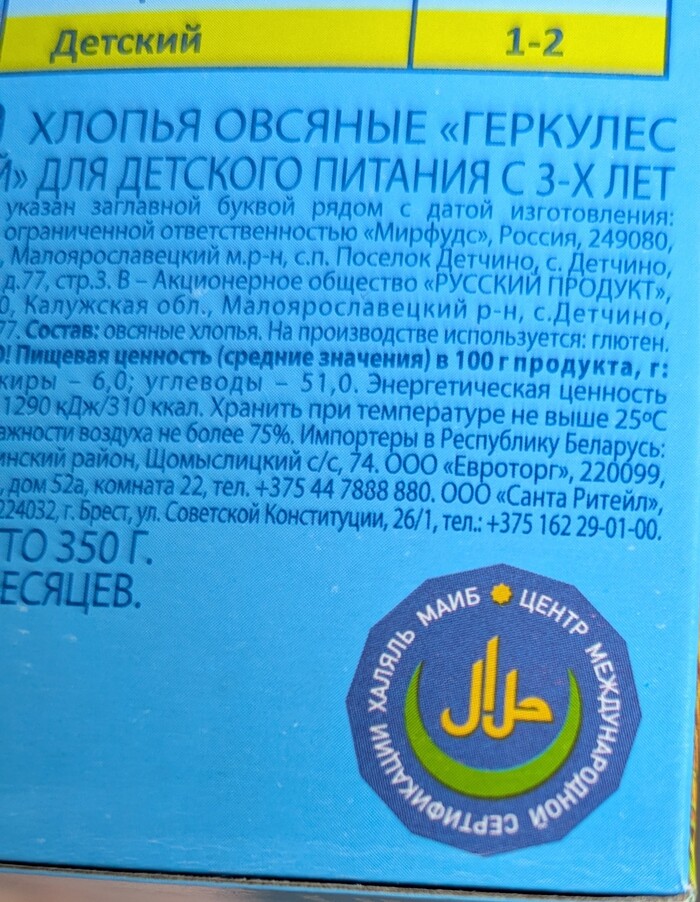 Детский 1-2
ХЛОПЬЯ ОВСЯНЫЕ «ГЕРКУЛЕС
Й» ДЛЯ ДЕТСКОГО ПИТАНИЯ С 3-Х ЛЕТ
указан заглавной буквой рядом с датой изготовления:
ограниченной ответственностью «Мирфудс», Россия, 249080,
, Малоярославецкий м.р-н, с.п. Поселок Детчино, с. Детчино,
д.77, стр.3. В – Акционерное общество «РУССКИЙ ПРОДУКТ»,
0, Калужская обл., Малоярославецкий р-н, с.Детчино,
77. Состав: овсяные хлопья. На производстве используется: глютен.
О! Пищевая ценность (средние значения) в 100 г продукта, г:
жиры – 6,0; углеводы – 51,0. Энергетическая ценность
1290 кДж/310 ккал. Хранить при температуре не выше 25ºС
ажности воздуха не более 75%. Импортеры в Республику Беларусь:
инский район, Щомыслицкий с/с, 74. ООО «Евроторг», 220099,
, дом 52а, комната 22, тел. +375 44 7888 880. ООО «Санта Ритейл»,
224032, г. Брест, ул. Советской Конституции, 26/1, тел.: +375 162 29-01-00.
ТО 350 Г.
ЕСЯЦЕВ.
ЦЕНТР МЕЖДУНАРОДНОЙ СЕРТИФИКАЦИИ ХАЛЯЛЬ МАИБ
حلال